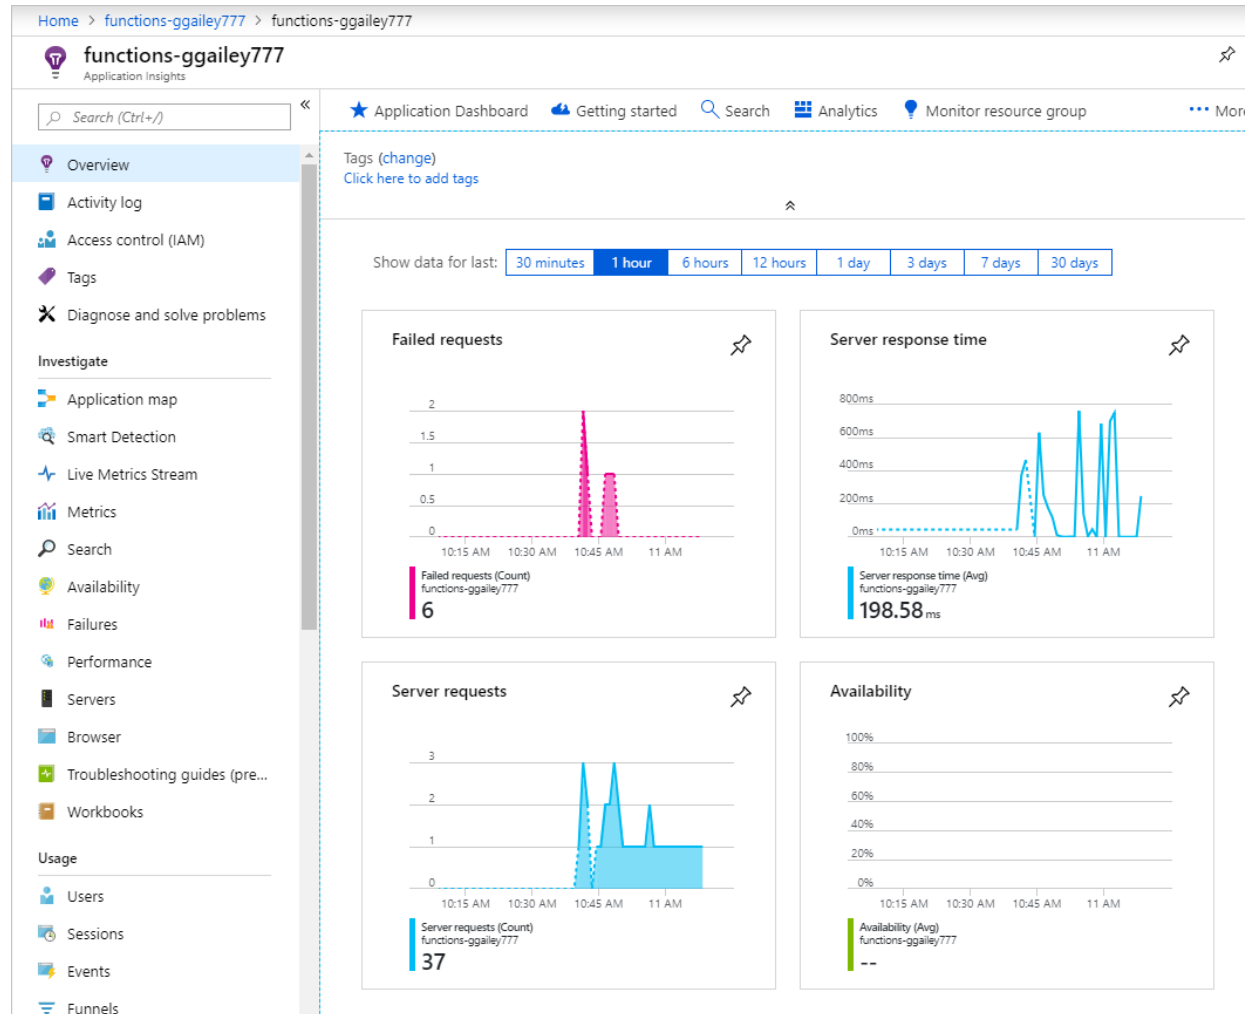 Home > functions-ggailey777 > functions-ggailey777
functions-ggailey777
Application Insights
Search (Ctrl+/)
«
Overview
Activity log
Access control (IAM)
Tags
Diagnose and solve problems
Investigate
Application map
Smart Detection
Live Metrics Stream
Metrics
Search
Availability
Failures
Performance
Servers
Browser
Troubleshooting guides (pre...
Workbooks
Usage
Users
Sessions
Events
Funnels
Application Dashboard Getting started Search Analytics Monitor resource group ··· More
Tags (change)
Click here to add tags
Show data for last: 30 minutes 1 hour 6 hours 12 hours 1 day 3 days 7 days 30 days
Failed requests
2
1.5
1
0.5
0
10:15 AM 10:30 AM 10:45 AM 11 AM
Failed requests (Count)
functions-ggailey777
6
Server response time
800ms
600ms
400ms
200ms
0ms
10:15 AM 10:30 AM 10:45 AM 11 AM
Server response time (Avg)
functions-ggailey777
198.58 ms
Server requests
3
2
1
0
10:15 AM 10:30 AM 10:45 AM 11 AM
Server requests (Count)
functions-ggailey777
37
Availability
100%
80%
60%
40%
20%
0%
10:15 AM 10:30 AM 10:45 AM 11 AM
Availability (Avg)
functions-ggailey777
--